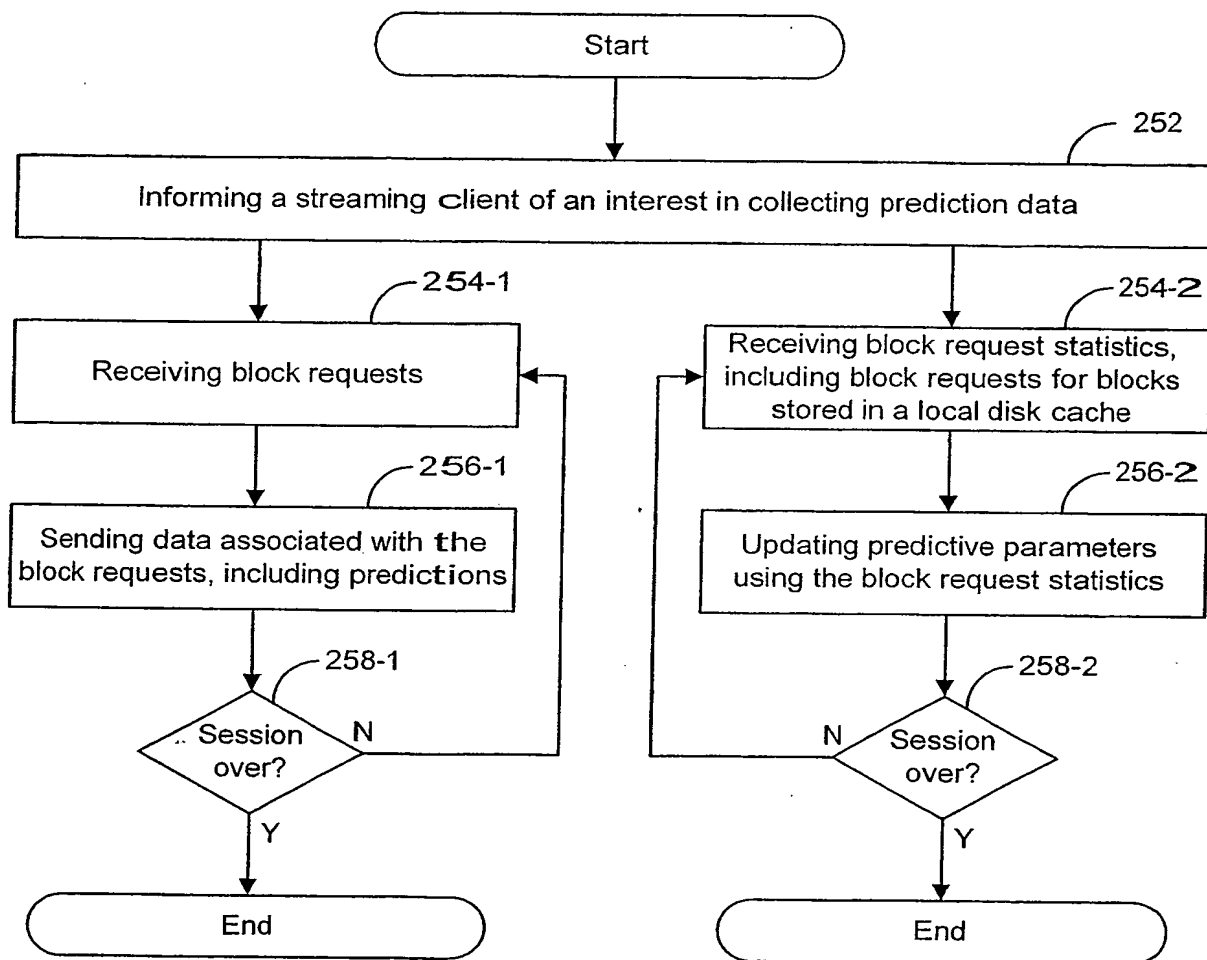 Start
252
Informing a streaming client of an interest in collecting prediction data
254-1
Receiving block requests
256-1
Sending data associated with the
block requests, including predictions
258-1
Session
over?
N
Y
End
254-2
Receiving block request statistics,
including block requests for blocks
stored in a local disk cache
256-2
Updating predictive parameters
using the block request statistics
258-2
N
Session
over?
Y
End